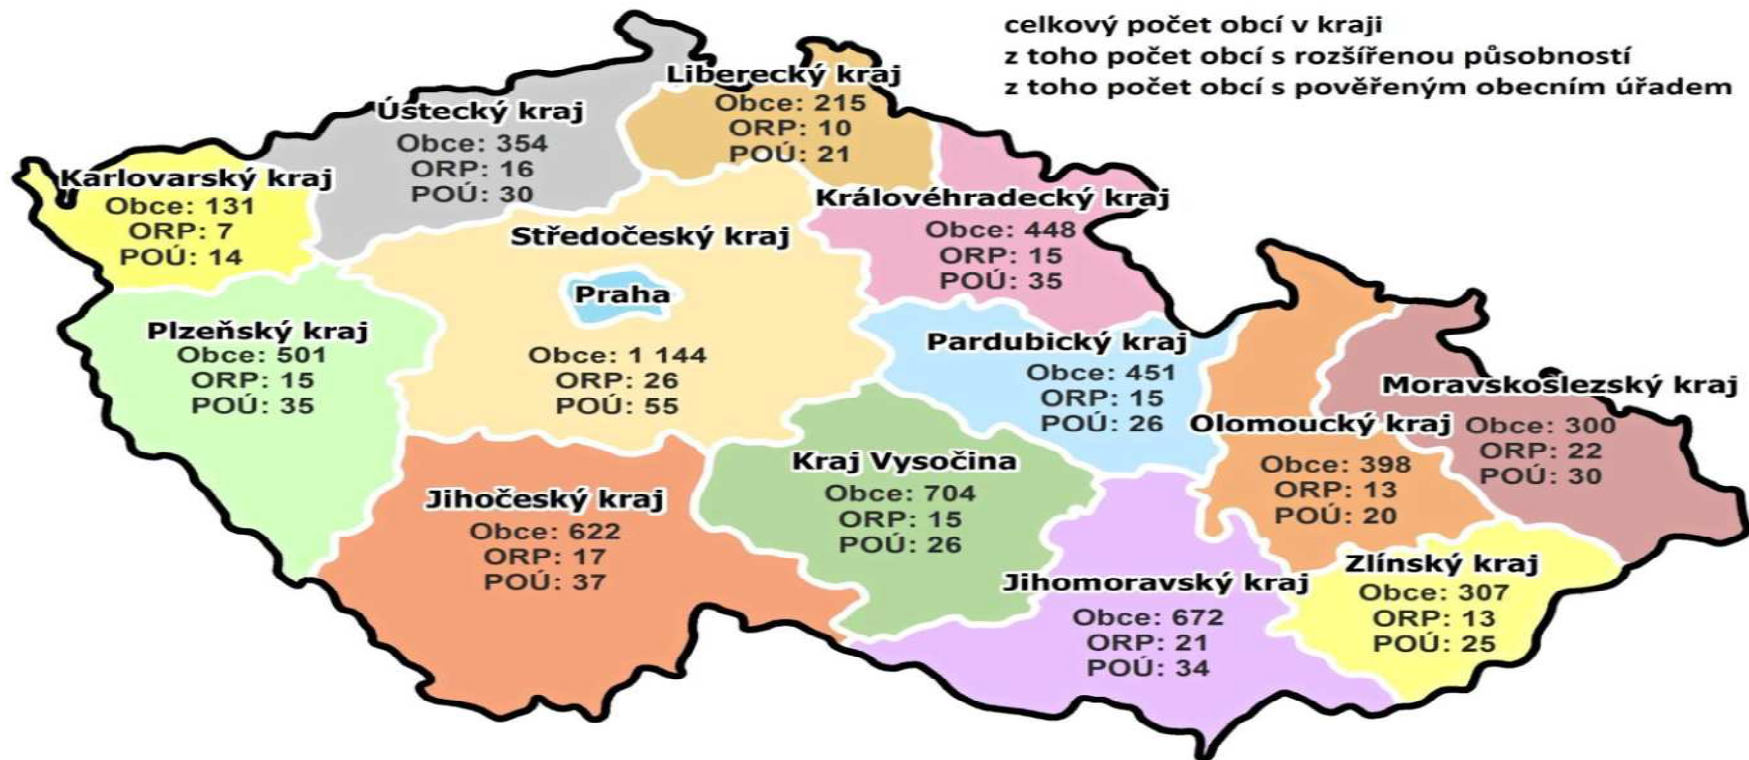 celkový počet obcí v kraji
z toho počet obcí s rozšířenou působností
z toho počet obcí s pověřeným obecním úřadem
Liberecký kraj
Obce: 215
ORP: 10
POÚ: 21
Ústecký kraj
Obce: 354
ORP: 16
POÚ: 30
Karlovarský kraj
Obce: 131
ORP: 7
POÚ: 14
Královéhradecký kraj
Obce: 448
ORP: 15
POÚ: 35
Středočeský kraj
Praha
Obce: 1 144
ORP: 26
POÚ: 55
Plzeňský kraj
Obce: 501
ORP: 15
POÚ: 35
Pardubický kraj
Obce: 451
ORP: 15
POÚ: 26
Moravskoslezský kraj
Obce: 300
ORP: 22
POÚ: 30
Olomoucký kraj
Obce: 398
ORP: 13
POÚ: 20
Kraj Vysočina
Obce: 704
ORP: 15
POÚ: 26
Jihočeský kraj
Obce: 622
ORP: 17
POÚ: 37
Jihomoravský kraj
Obce: 672
ORP: 21
POÚ: 34
Zlínský kraj
Obce: 307
ORP: 13
POÚ: 25